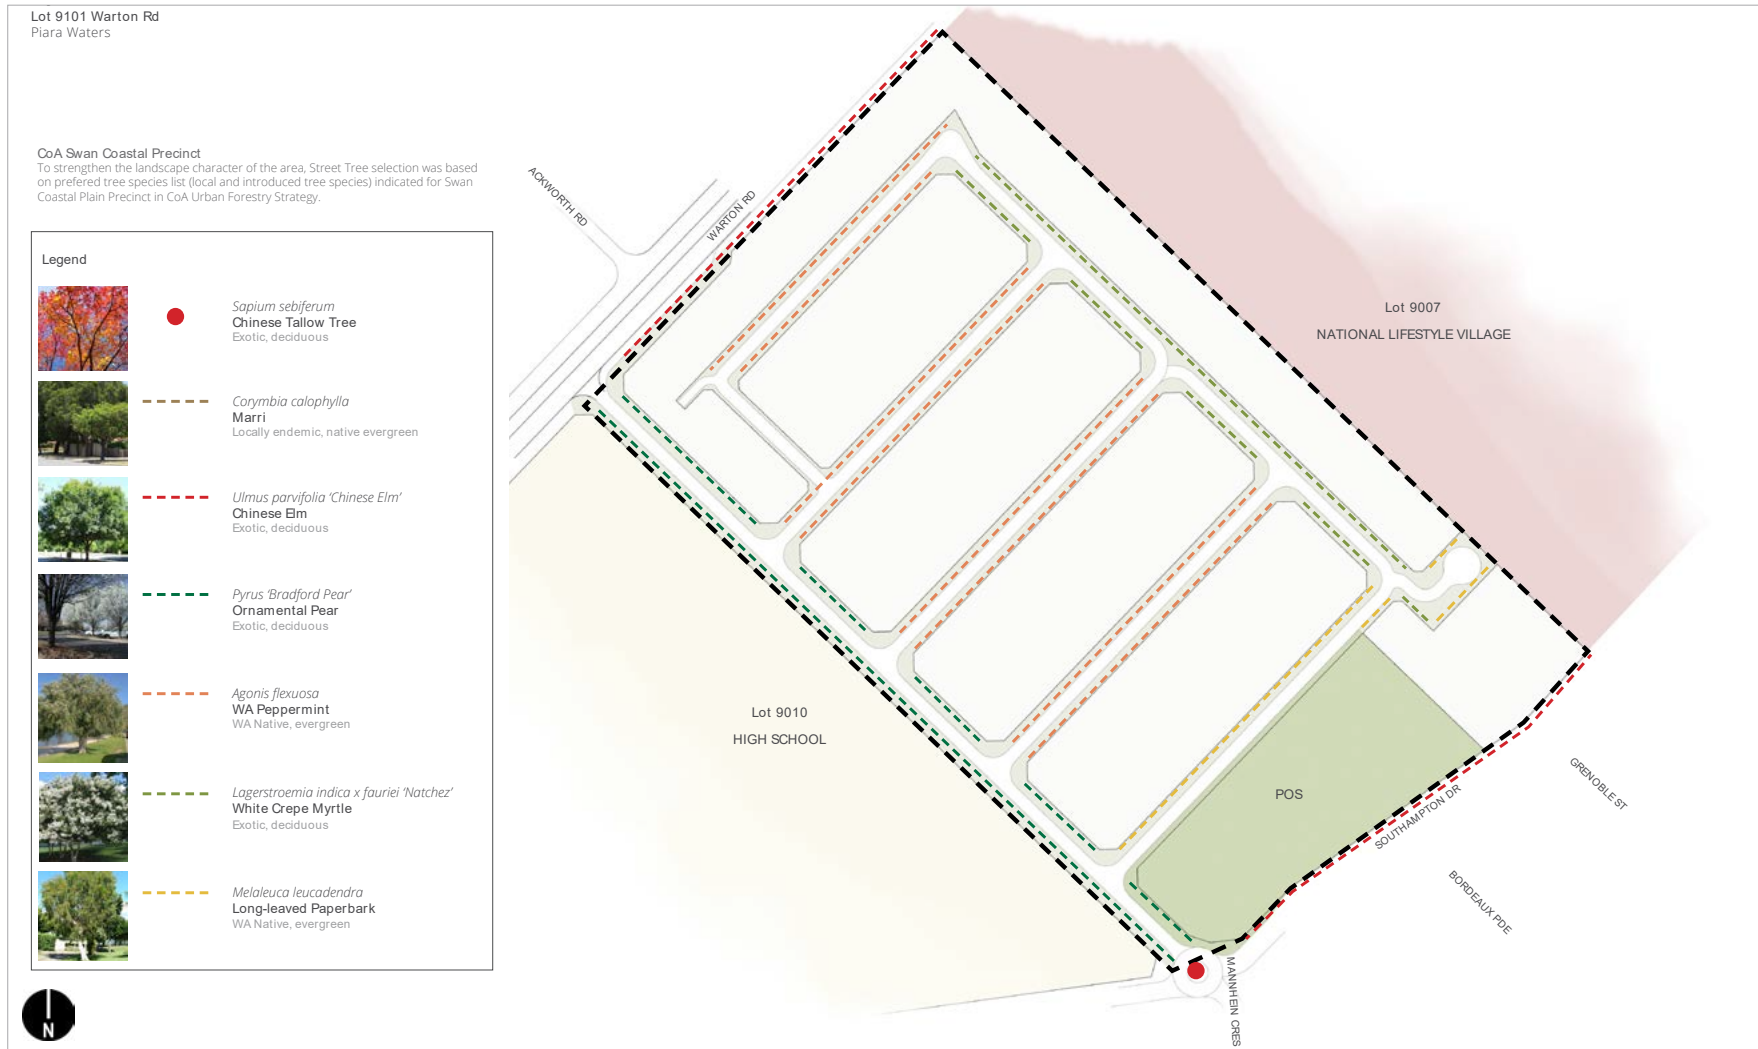 Lot 9101 Warton Rd
Piara Waters
CoA Swan Coastal Precinct
To strengthen the landscape character of the area, Street Tree selection was based
on prefered tree species list (local and introduced tree species) indicated for Swan
Coastal Plain Precinct in CoA Urban Forestry Strategy.
Legend
Sapium sebiferum
Chinese Tallow Tree
Exotic, deciduous
Corymbia calophylla
Marri
Locally endemic, native evergreen
Ulmus parvifolia ‘Chinese Elm’
Chinese Elm
Exotic, deciduous
Pyrus ‘Bradford Pear’
Ornamental Pear
Exotic, deciduous
Agonis flexuosa
WA Peppermint
WA Native, evergreen
Lagerstroemia indica x fauriei ‘Natchez’
White Crepe Myrtle
Exotic, deciduous
Melaleuca leucadendra
Long-leaved Paperbark
WA Native, evergreen
N
ACKWORTH RD
WARTON RD
Lot 9007
NATIONAL LIFESTYLE VILLAGE
Lot 9010
HIGH SCHOOL
POS
GRENOBLE ST
SOUTHAMPTON DR
BORDEAUX PDE
MANNHEIN CRES